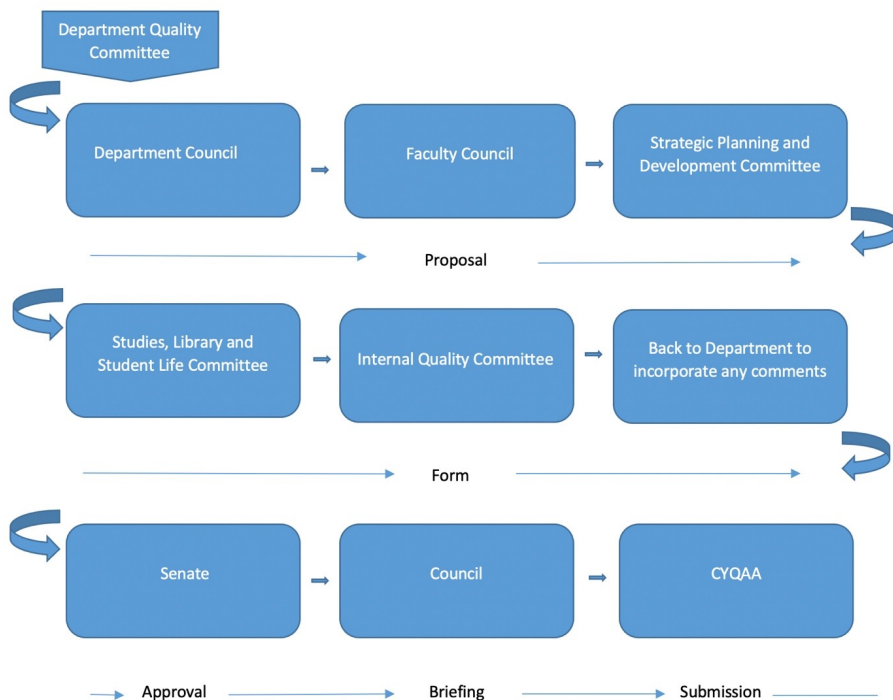 Department Quality
Committee
Department Council
Faculty Council
Strategic Planning and
Development Committee
Proposal
Studies, Library and
Student Life Committee
Internal Quality Committee
Back to Department to
incorporate any comments
Form
Senate
Council
CYQAA
Approval
Briefing
Submission